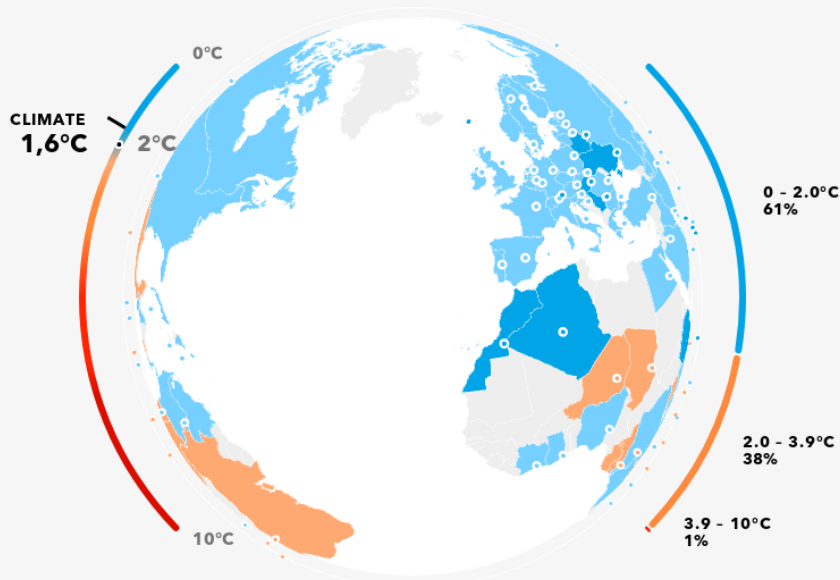 0°C
CLIMATE
1,6°C
2°C
10°C
0 – 2.0°C
61%
2.0 – 3.9°C
38%
3.9 – 10°C
1%